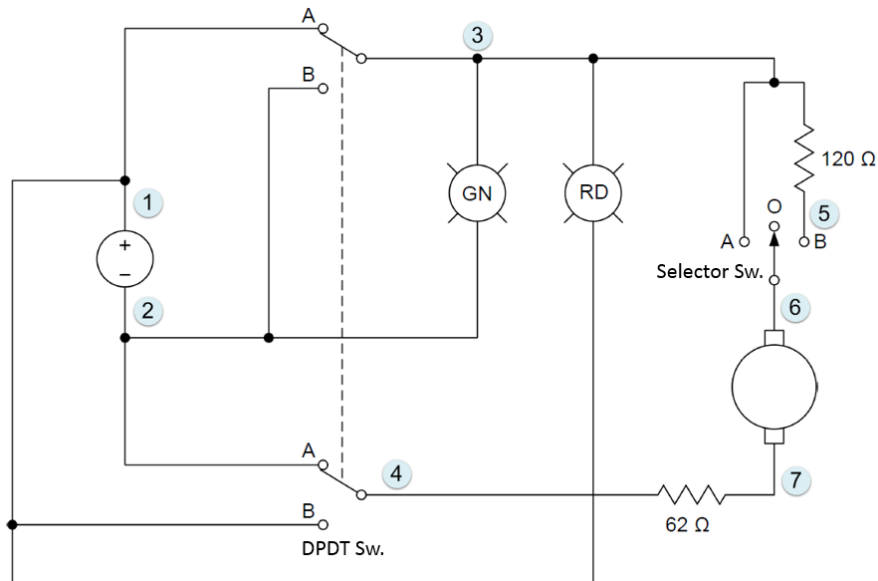 A
3
B
GN
RD
120 Ω
1
+
−
O
5
A
B
Selector Sw.
2
6
A
4
7
B
62 Ω
DPDT Sw.